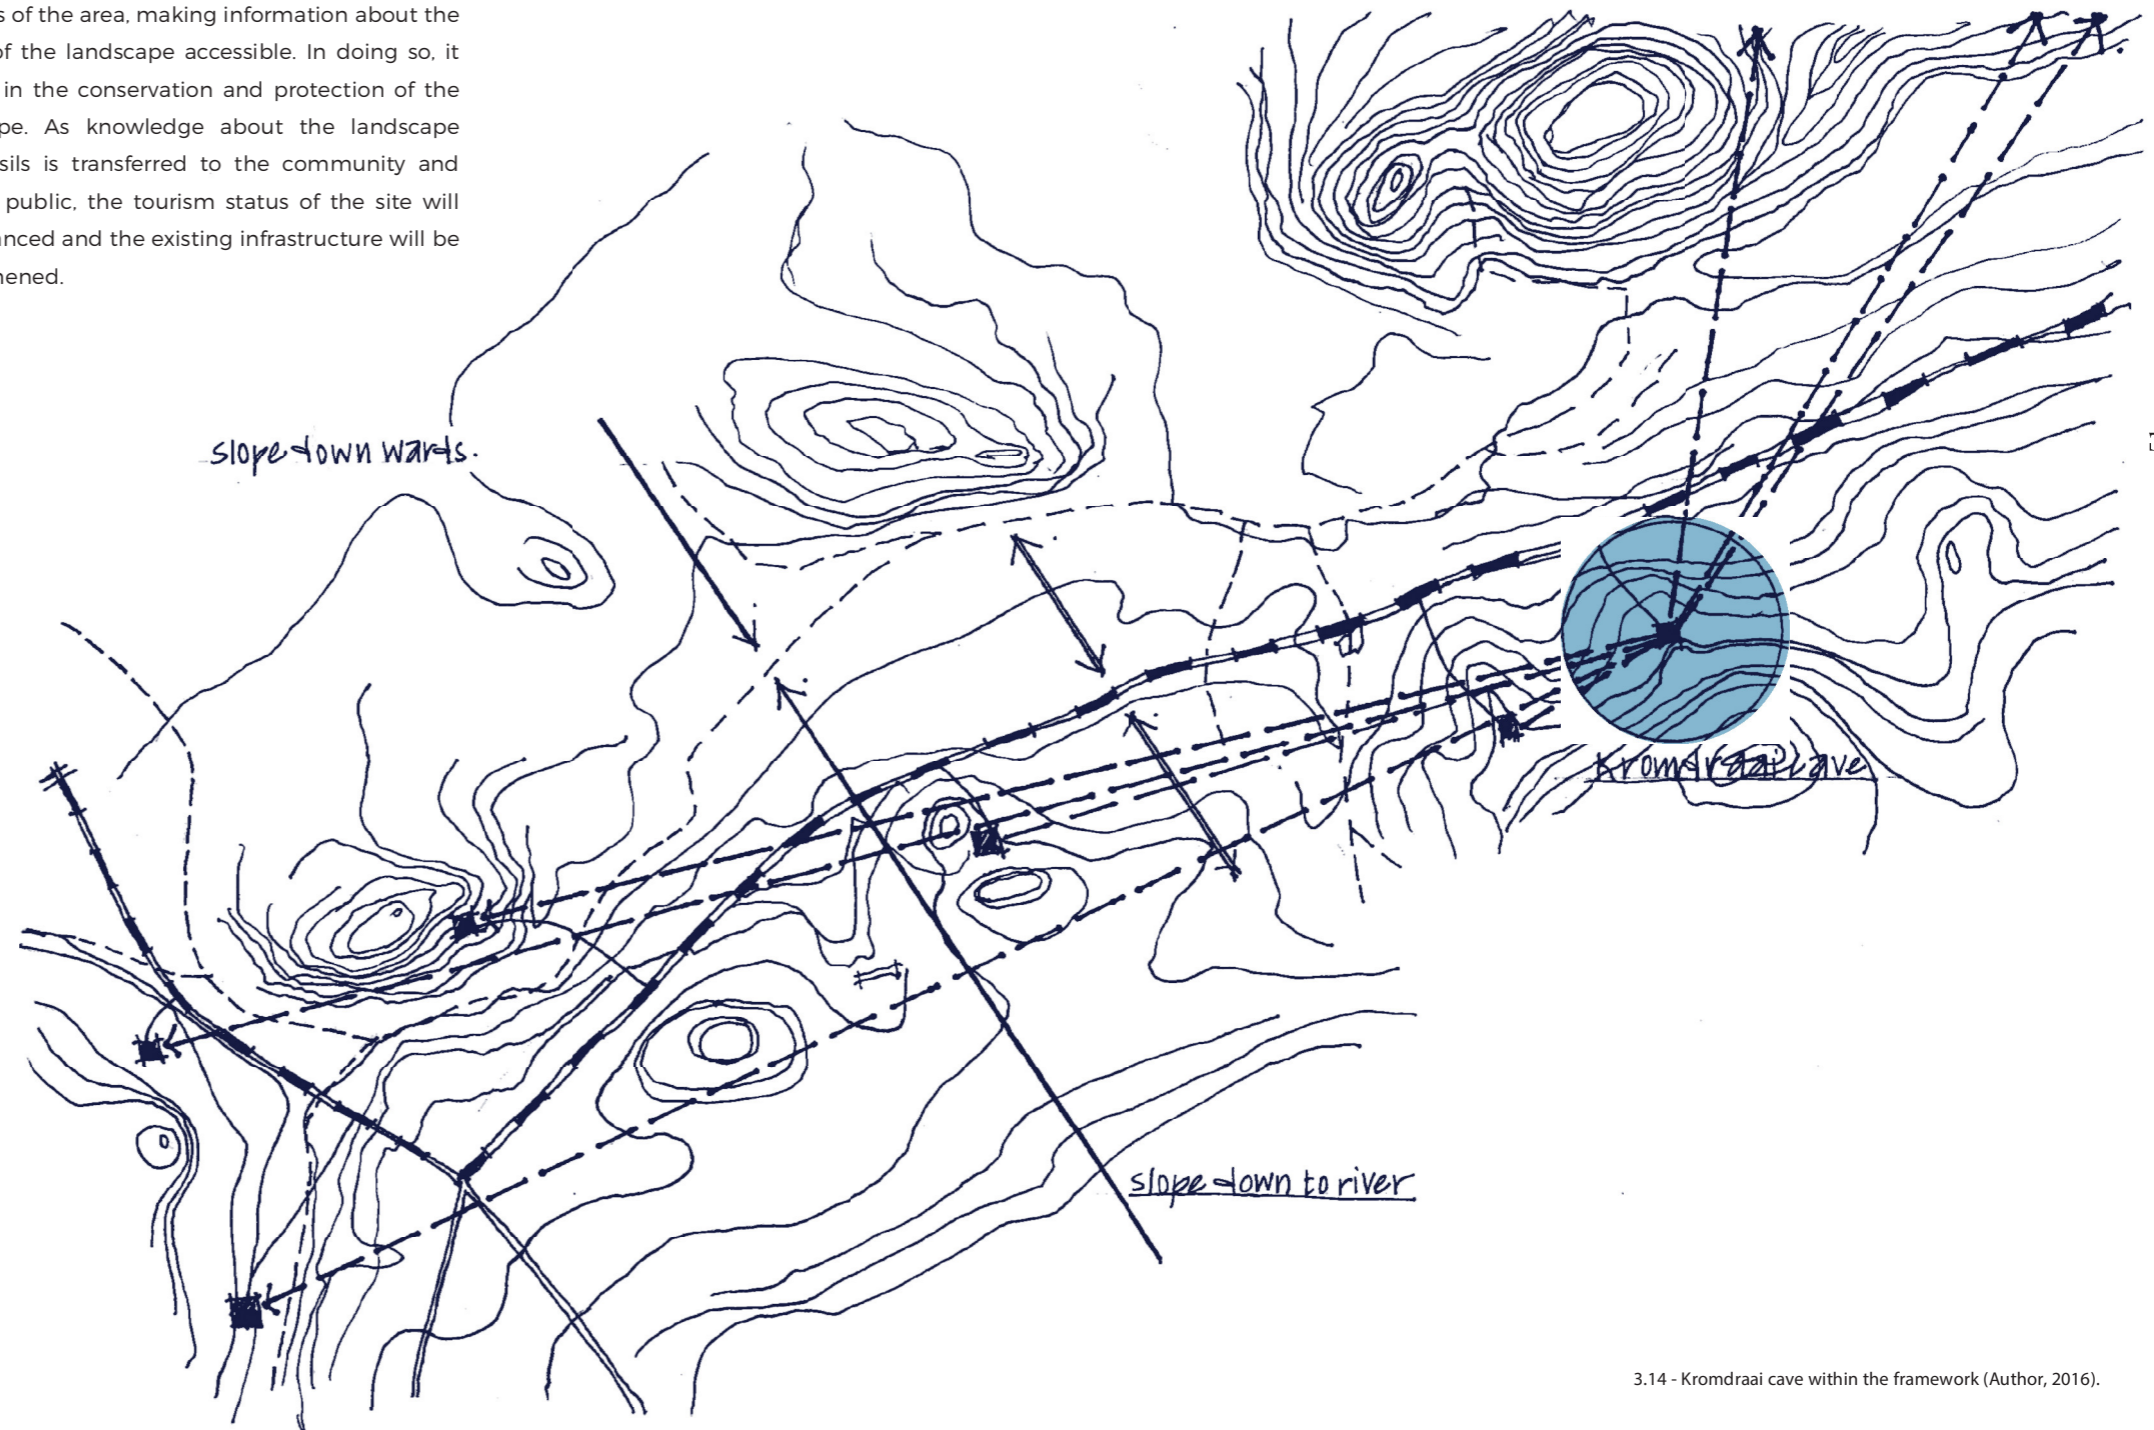 s of the area, making information about the
of the landscape accessible. In doing so, it
in the conservation and protection of the
pe. As knowledge about the landscape
sils is transferred to the community and
public, the tourism status of the site will
nced and the existing infrastructure will be
hened.
slope down wards.
Kromdraai Cave
slope down to river
3.14 - Kromdraai cave within the framework (Author, 2016).